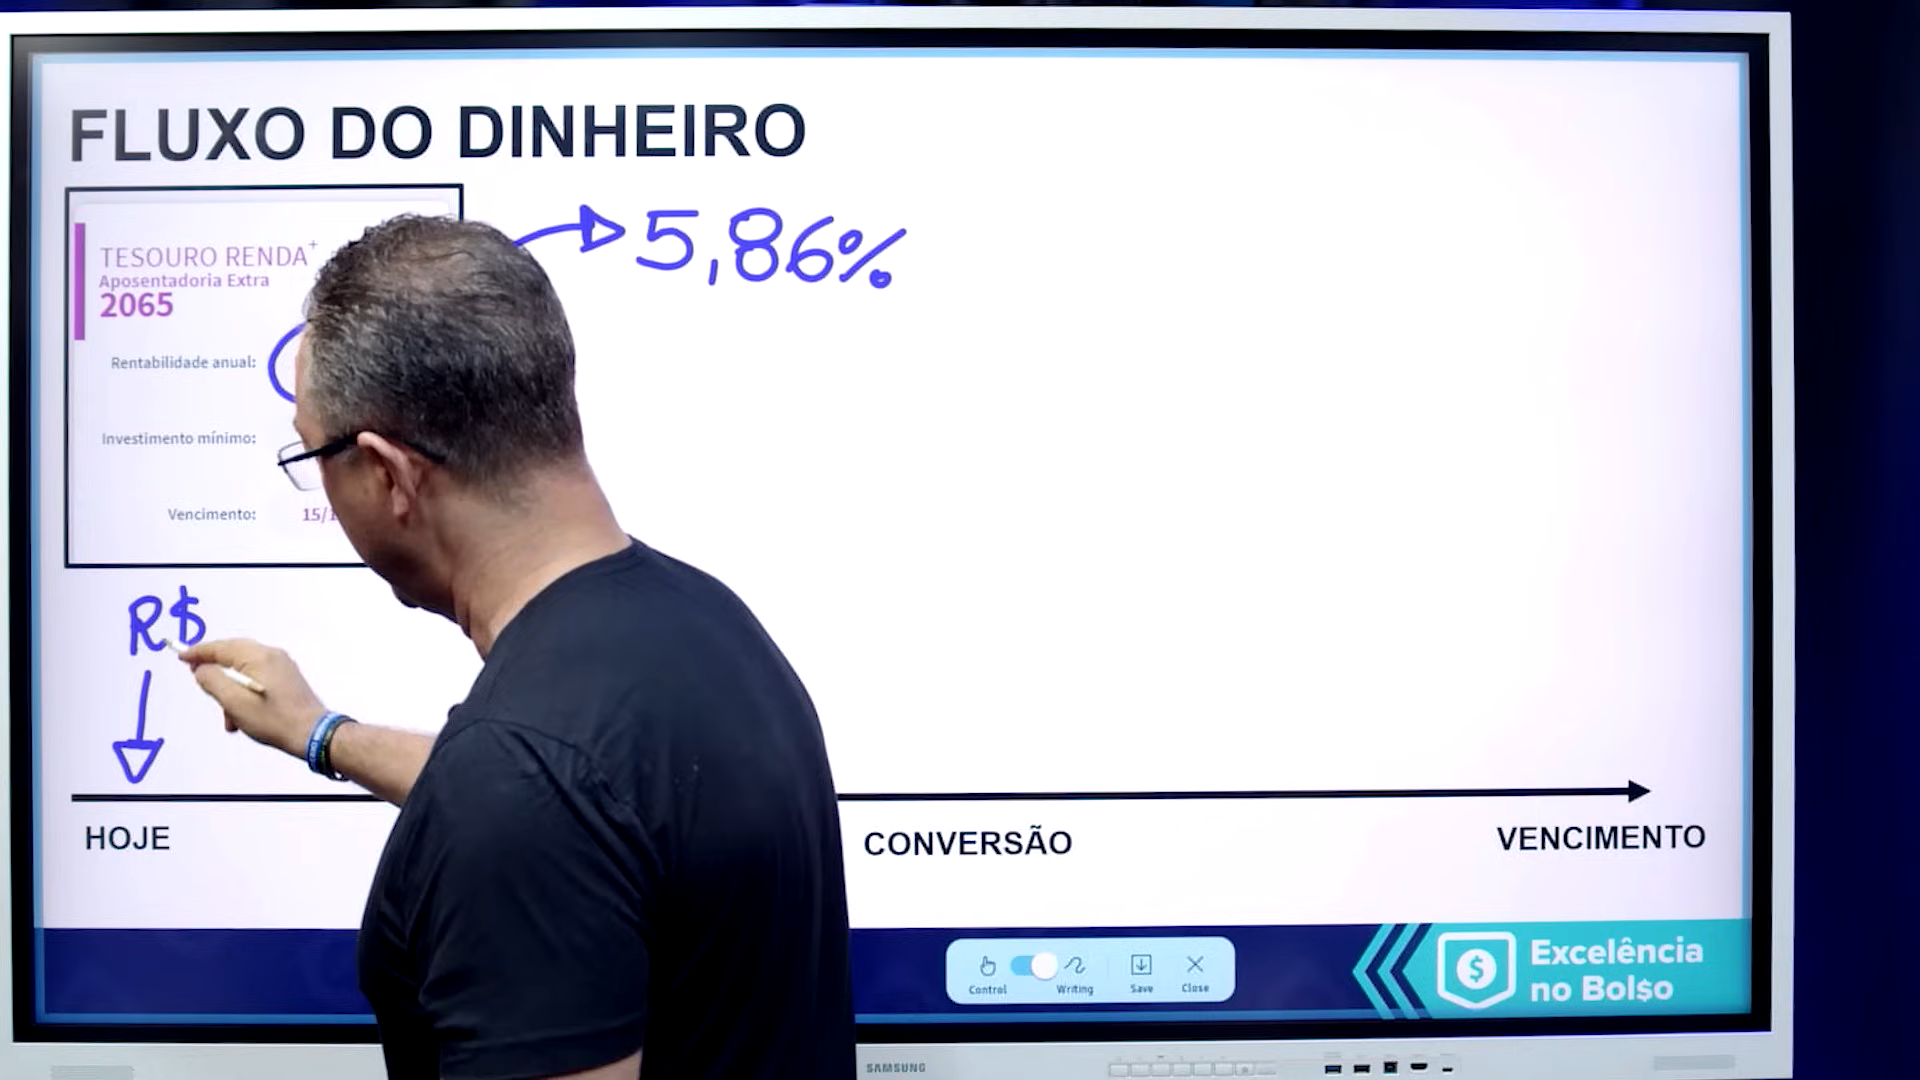 FLUXO DO DINHEIRO
5,86%
TESOURO RENDA+
Aposentadoria Extra
2065
Rentabilidade anual:
Investimento mínimo:
Vencimento:
R$
HOJE
CONVERSÃO
VENCIMENTO
Control Writing Save Close
Excelência
no Bol$o
SAMSUNG